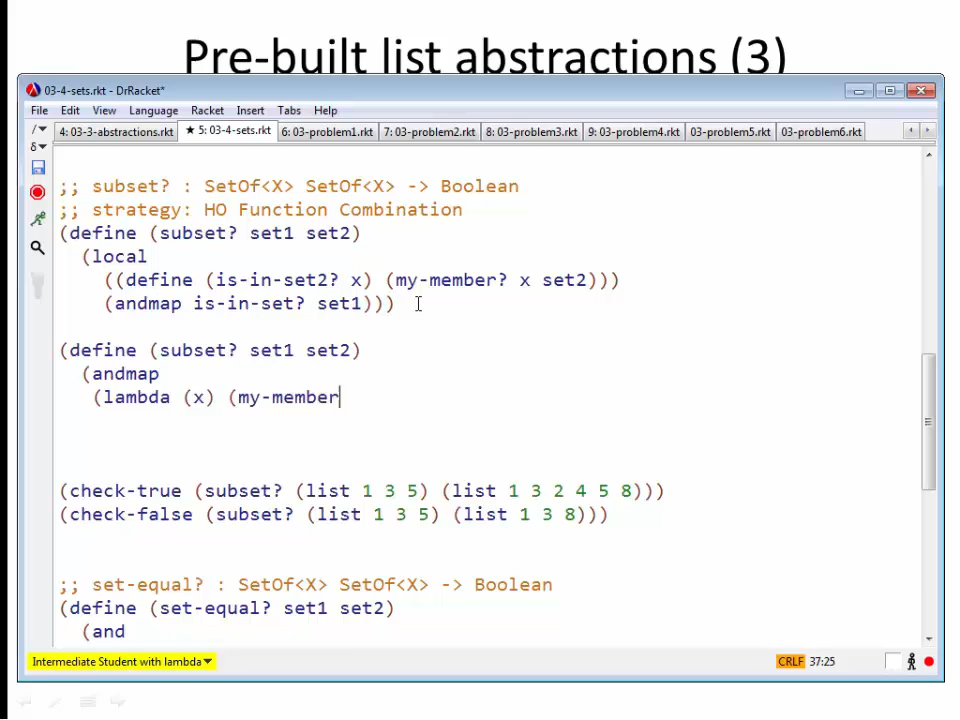 Pre-built list abstractions (3)
03-4-sets.rkt - DrRacket*
File Edit View Language Racket Insert Tabs Help
4: 03-3-abstractions.rkt ★ 5: 03-4-sets.rkt 6: 03-problem1.rkt 7: 03-problem2.rkt 8: 03-problem3.rkt 9: 03-problem4.rkt 03-problem5.rkt 03-problem6.rkt
;; subset? : SetOf<X> SetOf<X> -> Boolean
;; strategy: HO Function Combination
(define (subset? set1 set2)
(local
((define (is-in-set2? x) (my-member? x set2)))
(andmap is-in-set? set1)))
(define (subset? set1 set2)
(andmap
(lambda (x) (my-member
(check-true (subset? (list 1 3 5) (list 1 3 2 4 5 8)))
(check-false (subset? (list 1 3 5) (list 1 3 8)))
;; set-equal? : SetOf<X> SetOf<X> -> Boolean
(define (set-equal? set1 set2)
(and
Intermediate Student with lambda CRLF 37:25